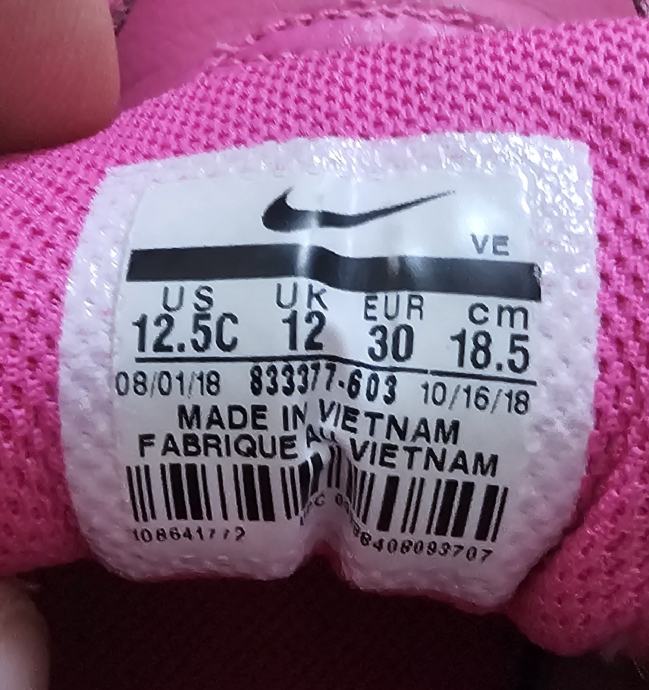 VE
US UK EUR cm
12.5C 12 30 18.5
08/01/18 833377-603 10/16/18
MADE IN VIETNAM
FABRIQUE AU VIETNAM